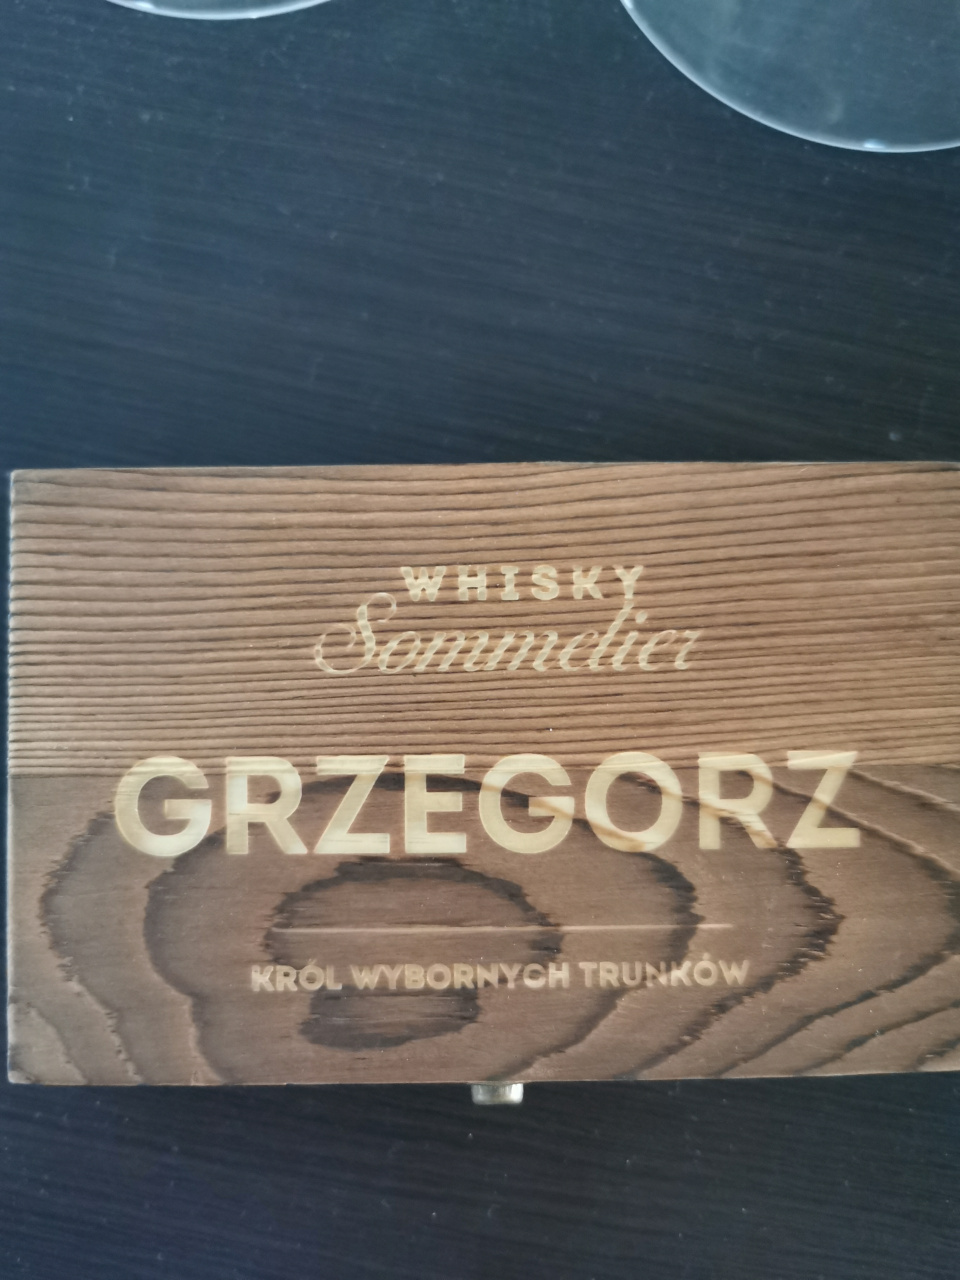 WHISKY
Sommelier
GRZEGORZ
KRÓL WYBORNYCH TRUNKÓW